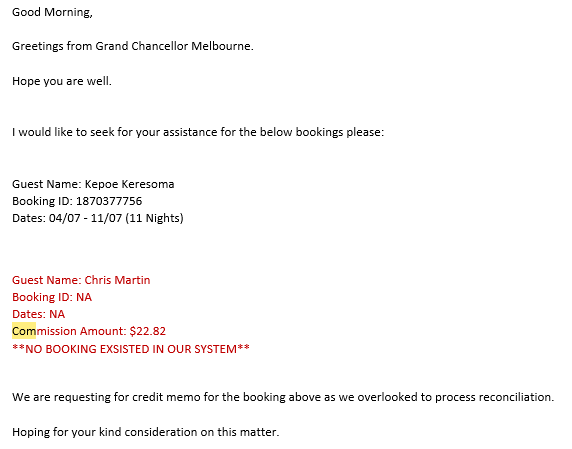 Good Morning,
Greetings from Grand Chancellor Melbourne.
Hope you are well.
I would like to seek for your assistance for the below bookings please:
Guest Name: Kepoe Keresoma
Booking ID: 1870377756
Dates: 04/07 - 11/07 (11 Nights)
Guest Name: Chris Martin
Booking ID: NA
Dates: NA
Commission Amount: $22.82
**NO BOOKING EXSISTED IN OUR SYSTEM**
We are requesting for credit memo for the booking above as we overlooked to process reconciliation.
Hoping for your kind consideration on this matter.